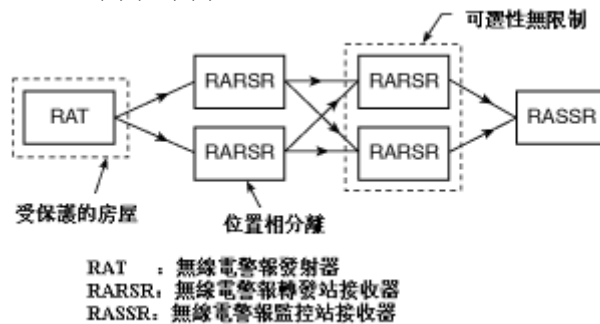 可選性無限制
RARSR RARSR
RAT RASSR
RARSR RARSR
受保護的房屋
位置相分離
RAT ：無線電警報發射器
RARSR：無線電警報轉發站接收器
RASSR：無線電警報監控站接收器